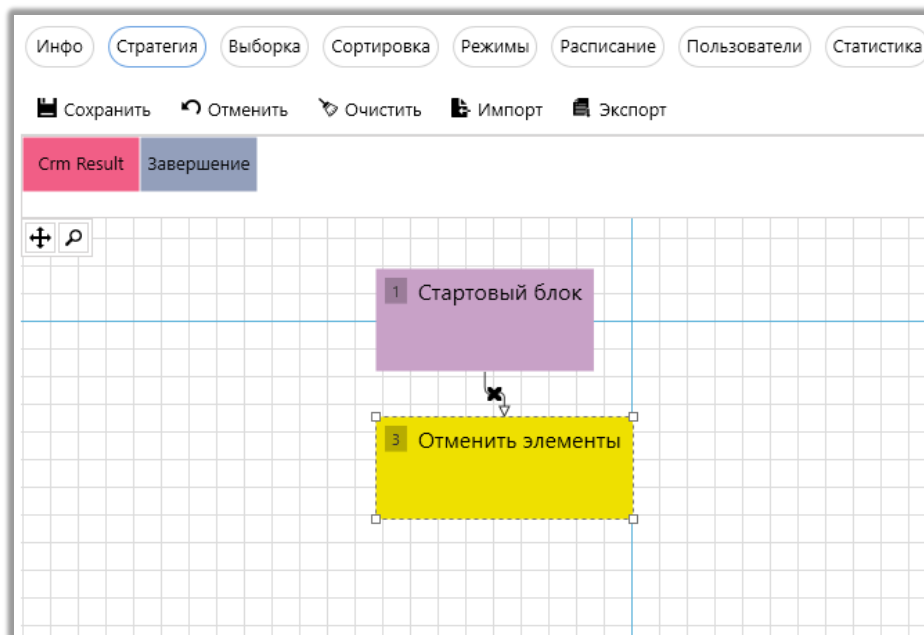 Инфо Стратегия Выборка Сортировка Режимы Расписание Пользователи Статистика
Сохранить Отменить Очистить Импорт Экспорт
Crm Result Завершение
1 Стартовый блок
3 Отменить элементы